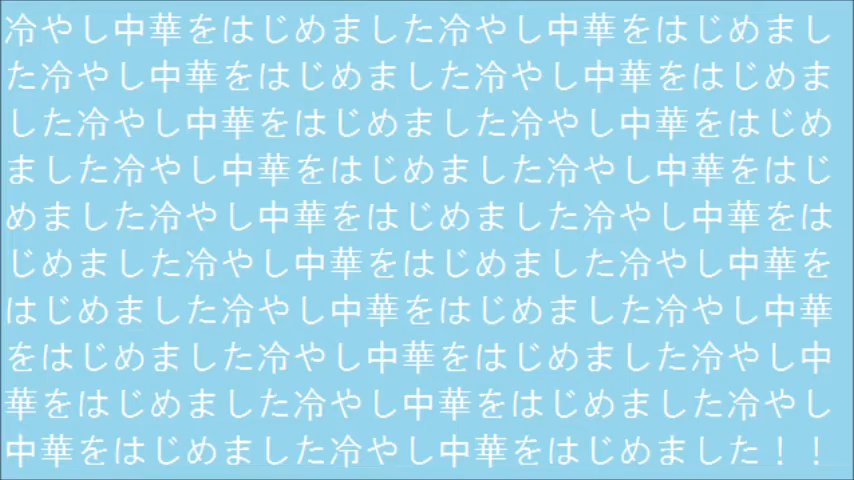 冷やし中華をはじめました冷やし中華をはじめまし
た冷やし中華をはじめました冷やし中華をはじめま
した冷やし中華をはじめました冷やし中華をはじめ
ました冷やし中華をはじめました冷やし中華をはじ
めました冷やし中華をはじめました冷やし中華をは
じめました冷やし中華をはじめました冷やし中華を
はじめました冷やし中華をはじめました冷やし中華
をはじめました冷やし中華をはじめました冷やし中
華をはじめました冷やし中華をはじめました冷やし
中華をはじめました冷やし中華をはじめました！！